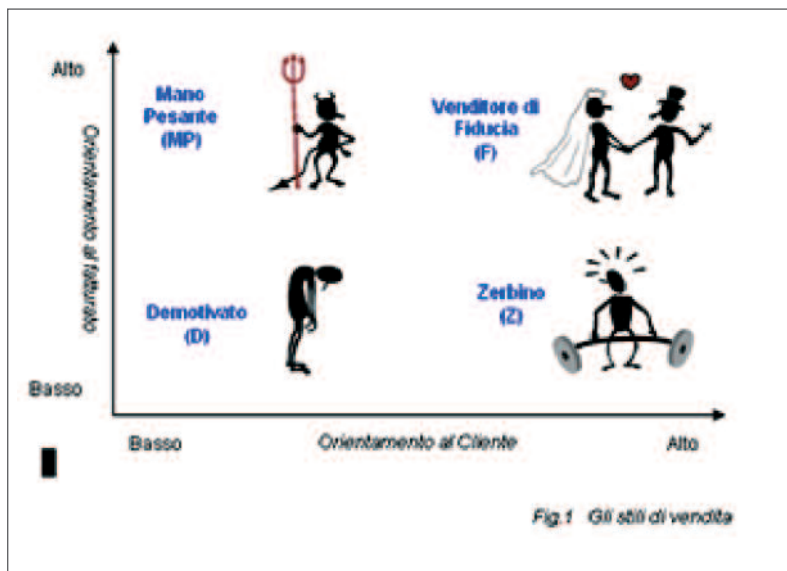 Alto
Mano
Pesante
(MP)
Venditore di
Fiducia
(F)
Orientamento al fatturato
Demotivato
(D)
Zerbino
(Z)
Basso
Basso
Orientamento al Cliente
Alto
Fig.1 Gli stili di vendita